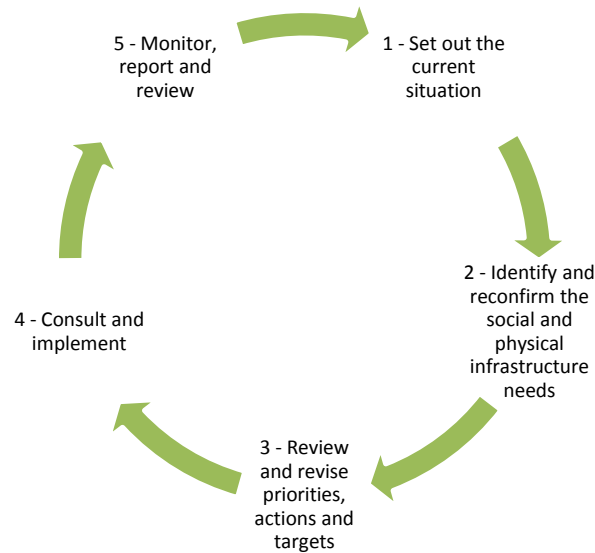 1 - Set out the
current
situation
2 - Identify and
reconfirm the
social and
physical
infrastructure
needs
3 - Review
and revise
priorities,
actions and
targets
4 - Consult and
implement
5 - Monitor,
report and
review